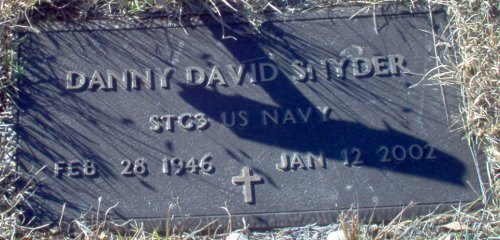 DANNY DAVID SNYDER
STG3 US NAVY
FEB 28 1946 JAN 12 2002